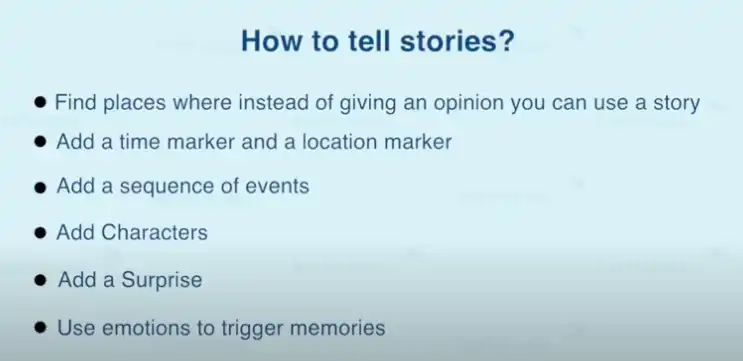 How to tell stories?
● Find places where instead of giving an opinion you can use a story
● Add a time marker and a location marker
● Add a sequence of events
● Add Characters
● Add a Surprise
● Use emotions to trigger memories